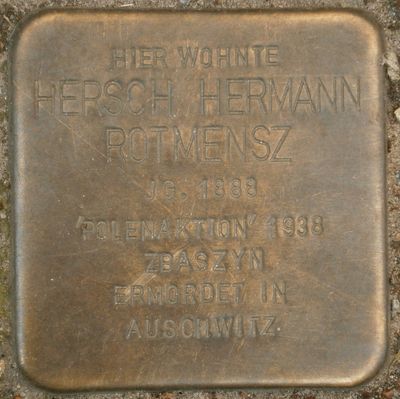 HIER WOHNTE
HERSCH HERMANN
ROTMENSZ
JG. 1888
'POLENAKTION' 1938
ZBASZYN
ERMORDET IN
AUSCHWITZ